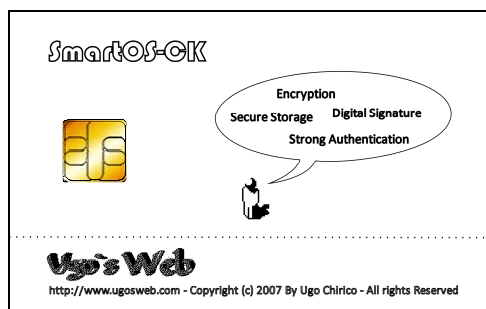 SmartOS-CK
Encryption
Secure Storage Digital Signature
Strong Authentication
Ugo's Web
http://www.ugosweb.com - Copyright (c) 2007 By Ugo Chirico - All rights Reserved